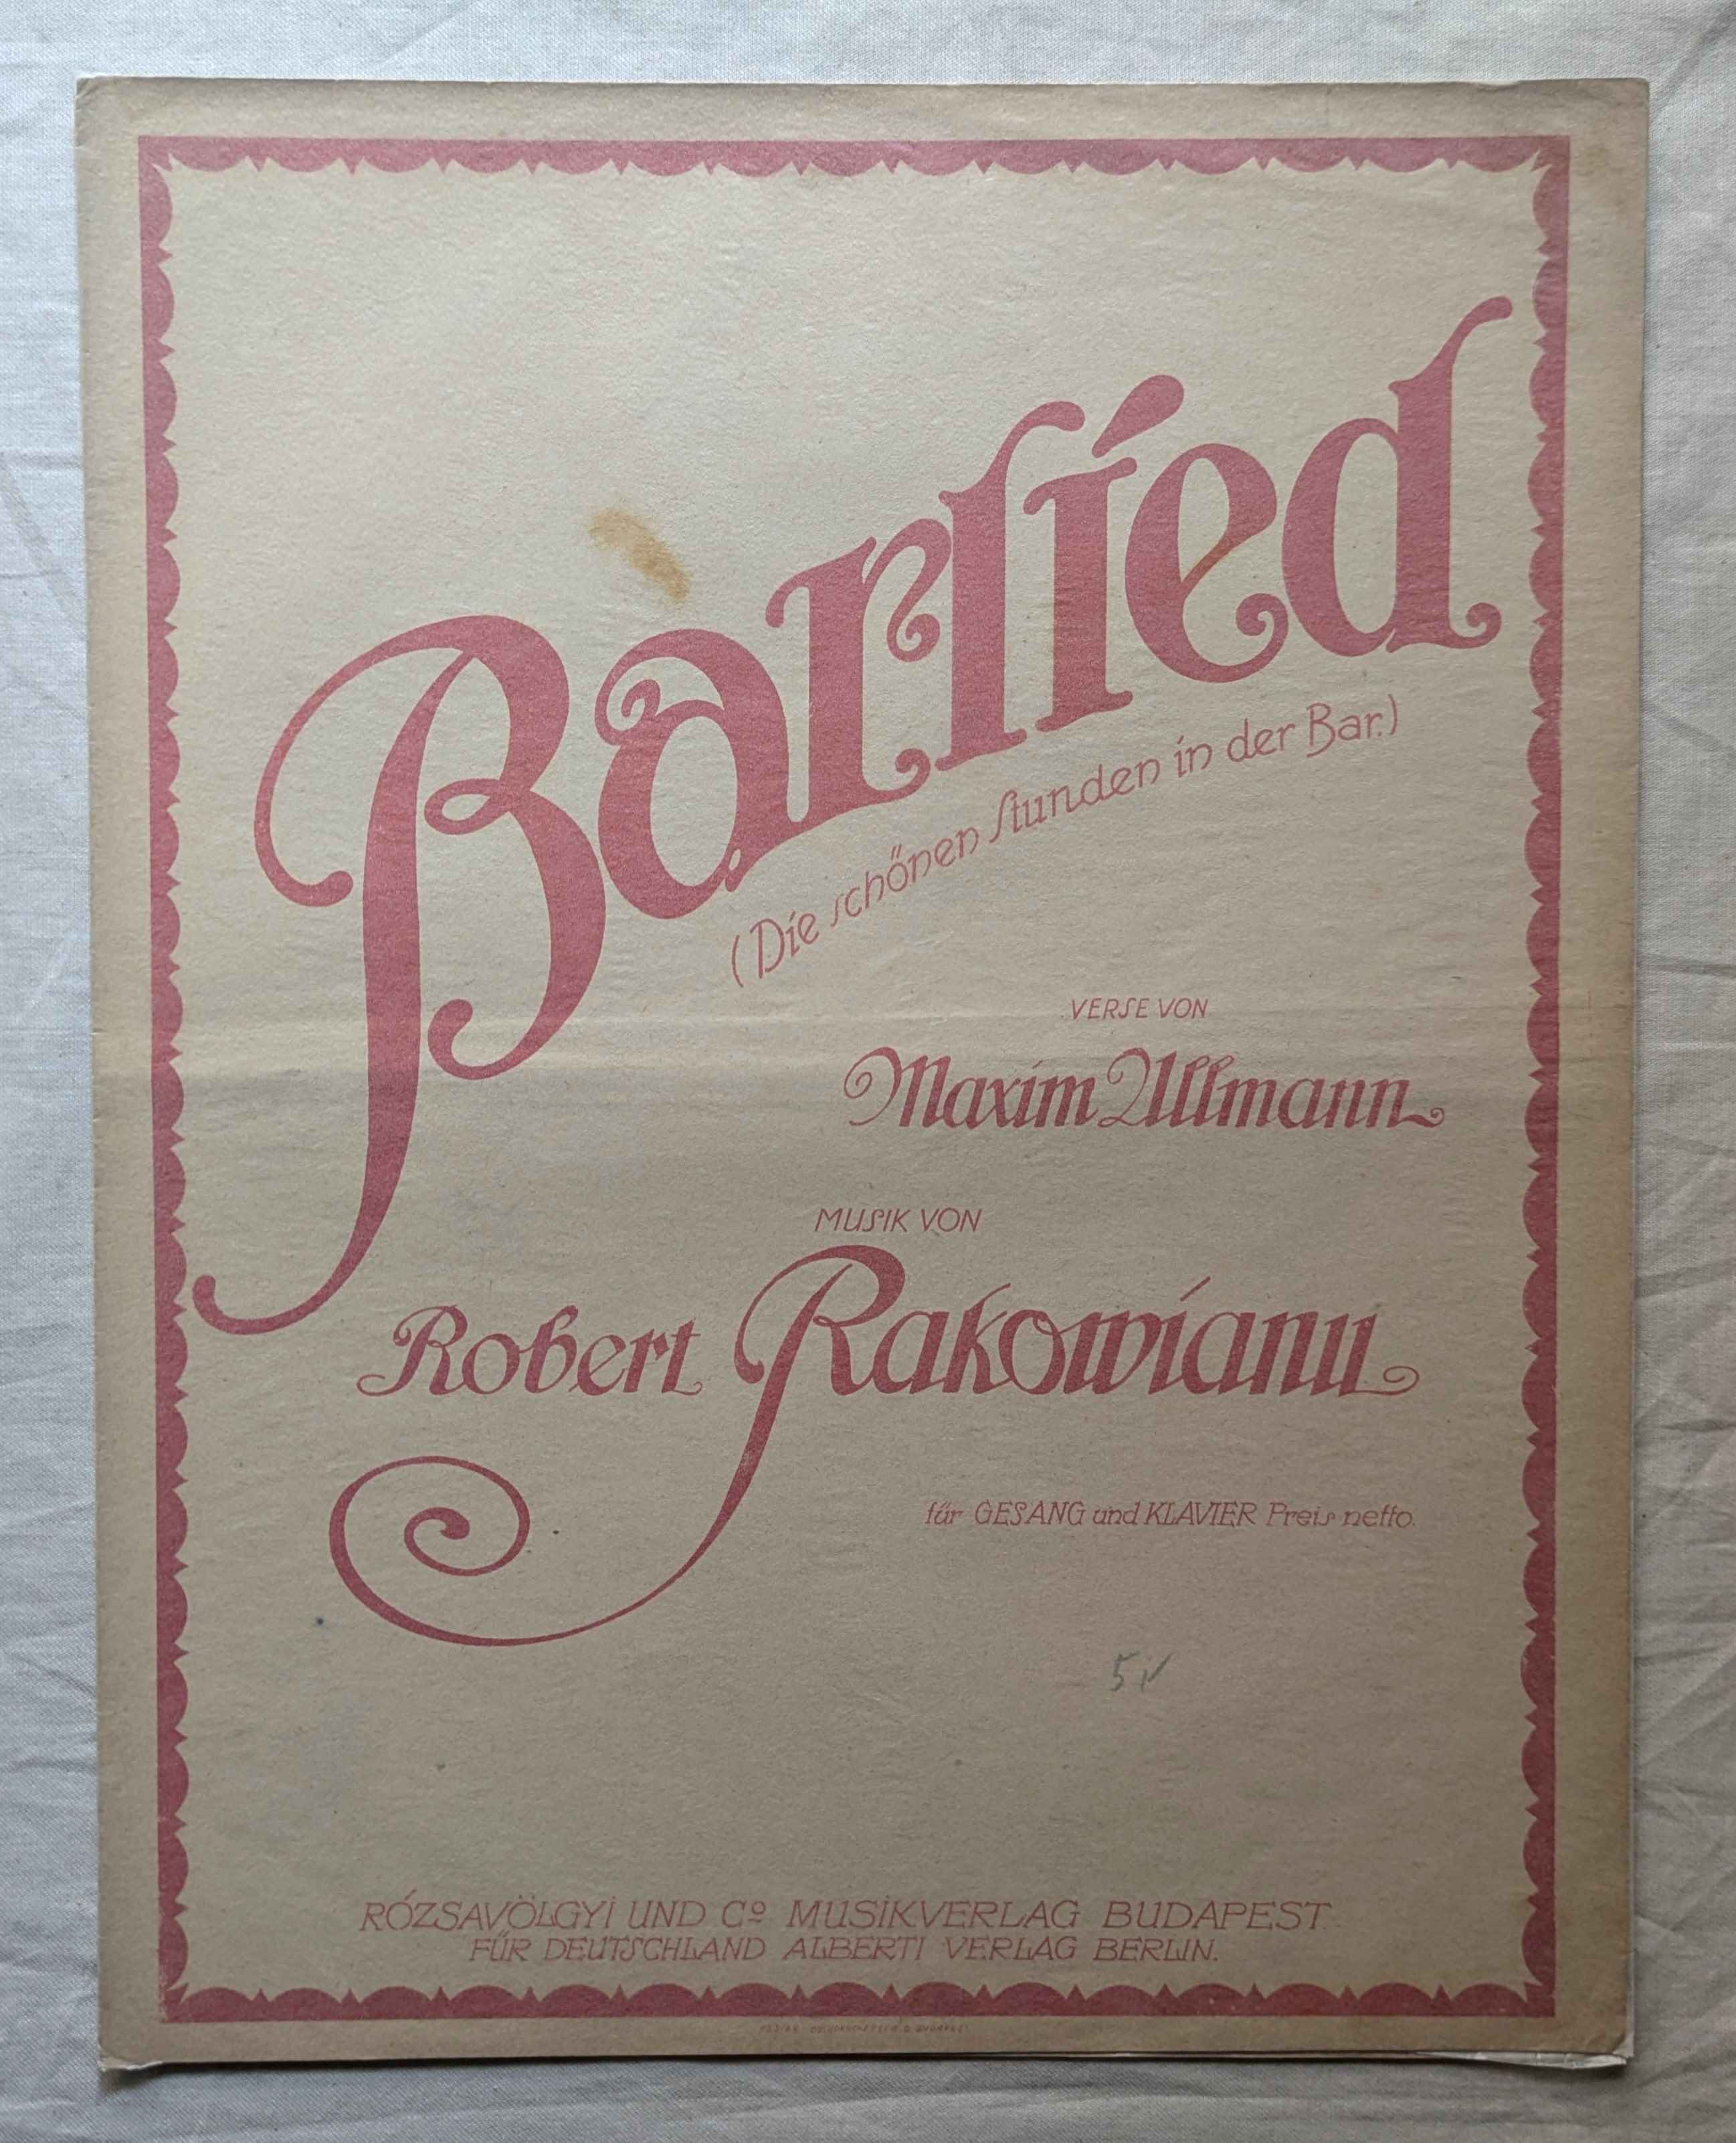 Barlied
(Die schönen Stunden in der Bar.)
VERSE VON
Maxim Ullmann
MUSIK VON
Robert Rakowianu
für GESANG und KLAVIER Preis netto.
RÓZSAVÖLGYI UND Cº MUSIKVERLAG BUDAPEST
FÜR DEUTSCHLAND ALBERTI VERLAG BERLIN.